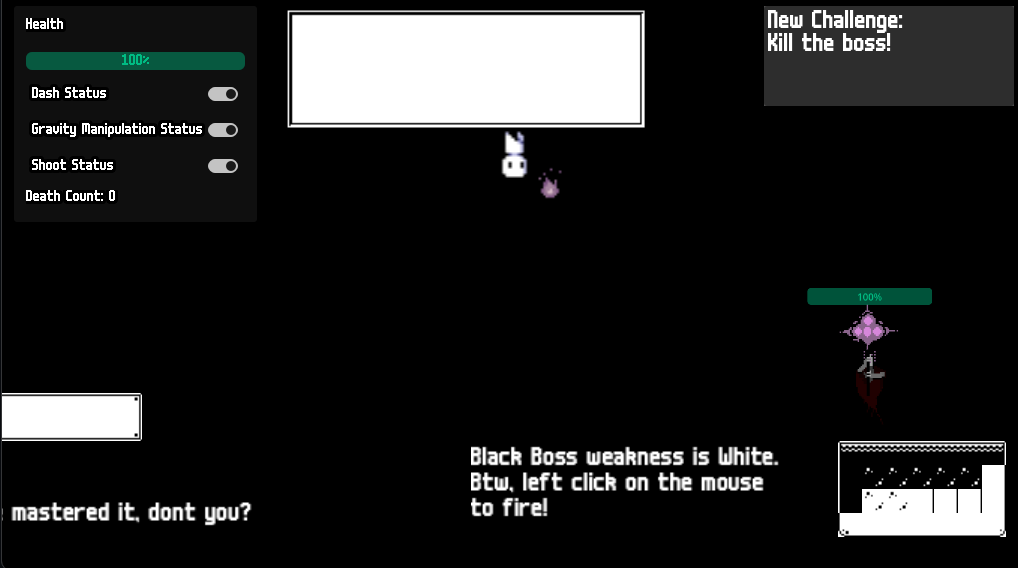 Health
100%
Dash Status
Gravity Manipulation Status
Shoot Status
Death Count: 0
New Challenge:
Kill the boss!
100%
mastered it, dont you?
Black Boss weakness is White.
Btw, left click on the mouse
to fire!